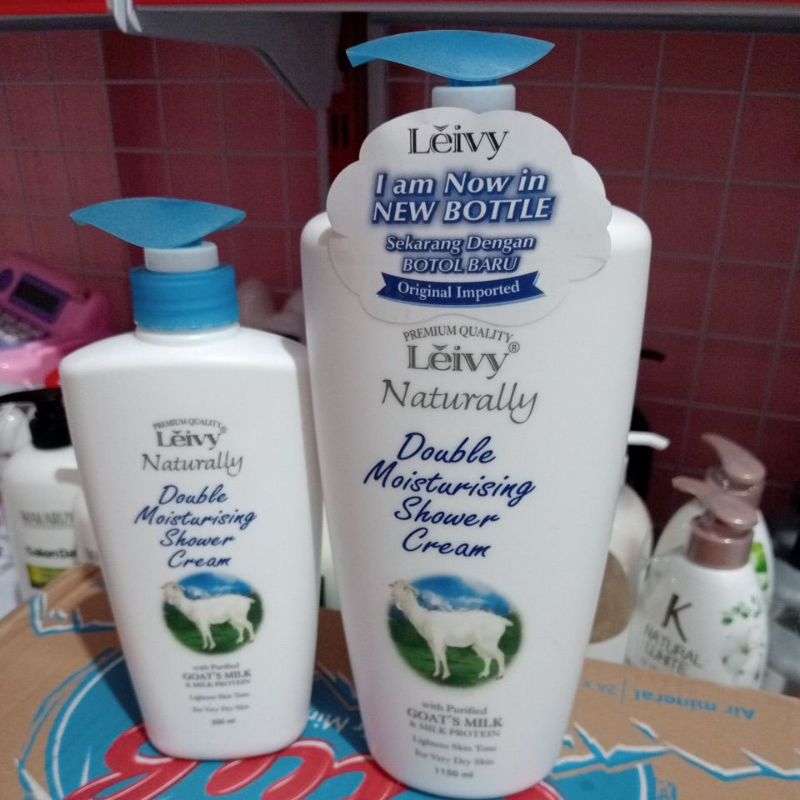 Leivy
I am Now in
NEW BOTTLE
Sekarang Dengan
BOTOL BARU
Original Imported
PREMIUM QUALITY
Lěivy®
Naturally
Double
Moisturising
Shower
Cream
with Purified
GOAT'S MILK
& MILK PROTEIN
Lightens Skin Tone
For Very Dry Skin
1150 ml
PREMIUM QUALITY
Lěivy®
Naturally
Double
Moisturising
Shower
Cream
with Purified
GOAT'S MILK
& MILK PROTEIN
Lightens Skin Tone
For Very Dry Skin
K
NATURAL
WHITE
Air mineral